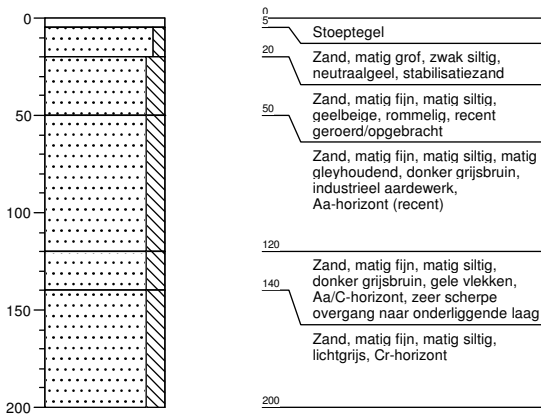 0
50
100
150
200
0
5
Stoeptegel
20
Zand, matig grof, zwak siltig,
neutraalgeel, stabilisatiezand
50
Zand, matig fijn, matig siltig,
geelbeige, rommelig, recent
geroerd/opgebracht
Zand, matig fijn, matig siltig, matig
gleyhoudend, donker grijsbruin,
industrieel aardewerk,
Aa-horizont (recent)
120
Zand, matig fijn, matig siltig,
donker grijsbruin, gele vlekken,
Aa/C-horizont, zeer scherpe
overgang naar onderliggende laag
140
Zand, matig fijn, matig siltig,
lichtgrijs, Cr-horizont
200